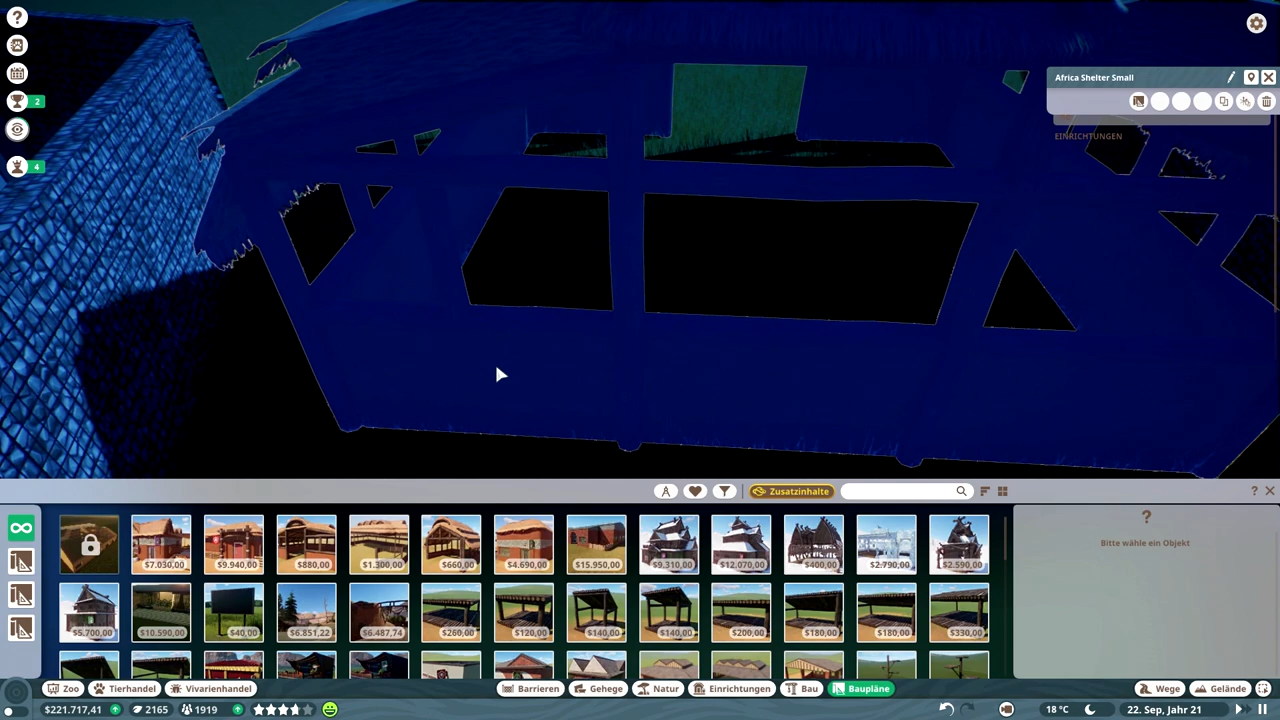 ?
2
4
Africa Shelter Small
EINRICHTUNGEN
Zusatzinhalte
?
?
Bitte wähle ein Objekt
$7.030,00
$9.940,00
$880,00
$1.300,00
$660,00
$4.690,00
$15.950,00
$9.310,00
$12.070,00
$400,00
$2.790,00
$2.590,00
$5.700,00
$10.590,00
$40,00
$6.851,22
$6.487,74
$260,00
$120,00
$140,00
$140,00
$200,00
$180,00
$180,00
$330,00
Zoo
Tierhandel
Vivarienhandel
Barrieren
Gehege
Natur
Einrichtungen
Bau
Baupläne
Wege
Gelände
$221.717,41
2165
1919
18 °C
22. Sep, Jahr 21